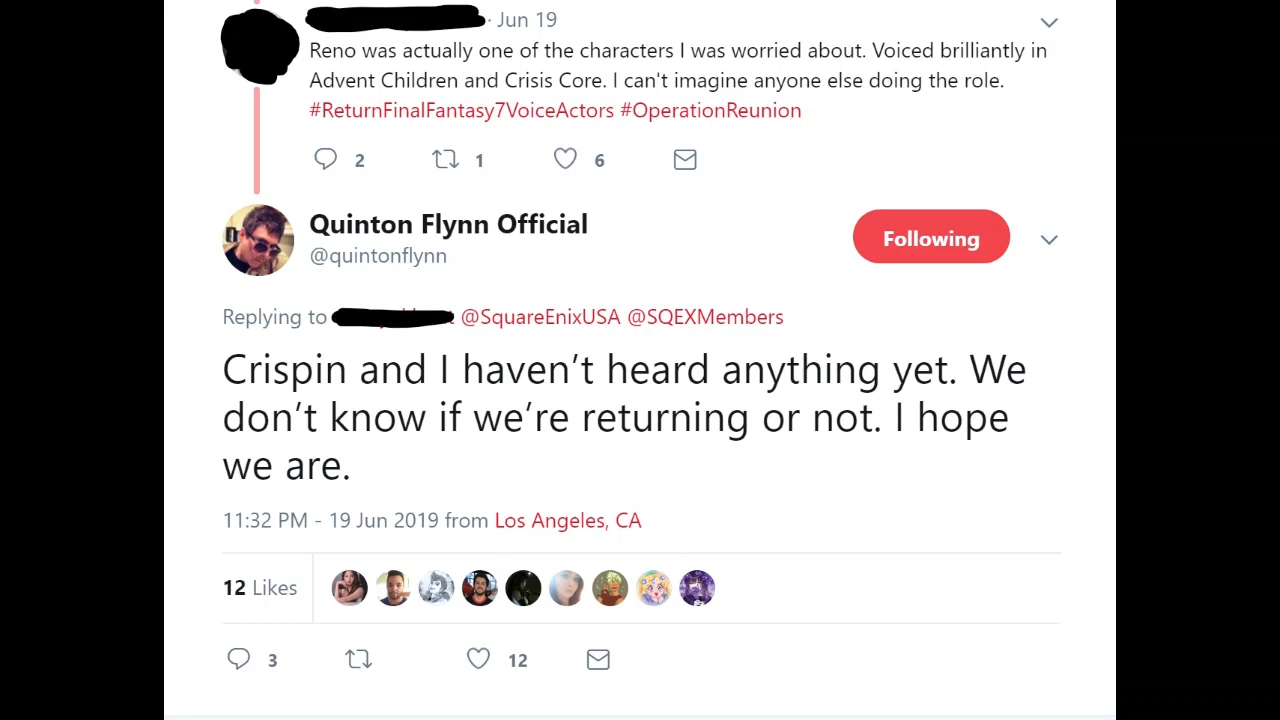 · Jun 19
Reno was actually one of the characters I was worried about. Voiced brilliantly in
Advent Children and Crisis Core. I can't imagine anyone else doing the role.
#ReturnFinalFantasy7VoiceActors #OperationReunion
2 1 6
Quinton Flynn Official
@quintonflynn
Following
Replying to @SquareEnixUSA @SQEXMembers
Crispin and I haven’t heard anything yet. We
don’t know if we’re returning or not. I hope
we are.
11:32 PM - 19 Jun 2019 from Los Angeles, CA
12 Likes
3 12